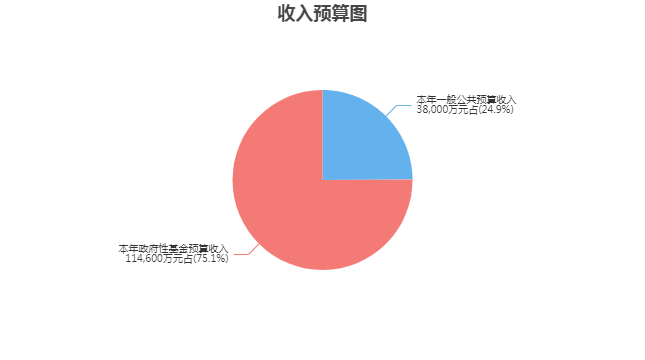 收入预算图
本年一般公共预算收入
38,000万元占(24.9%)
本年政府性基金预算收入
114,600万元占(75.1%)